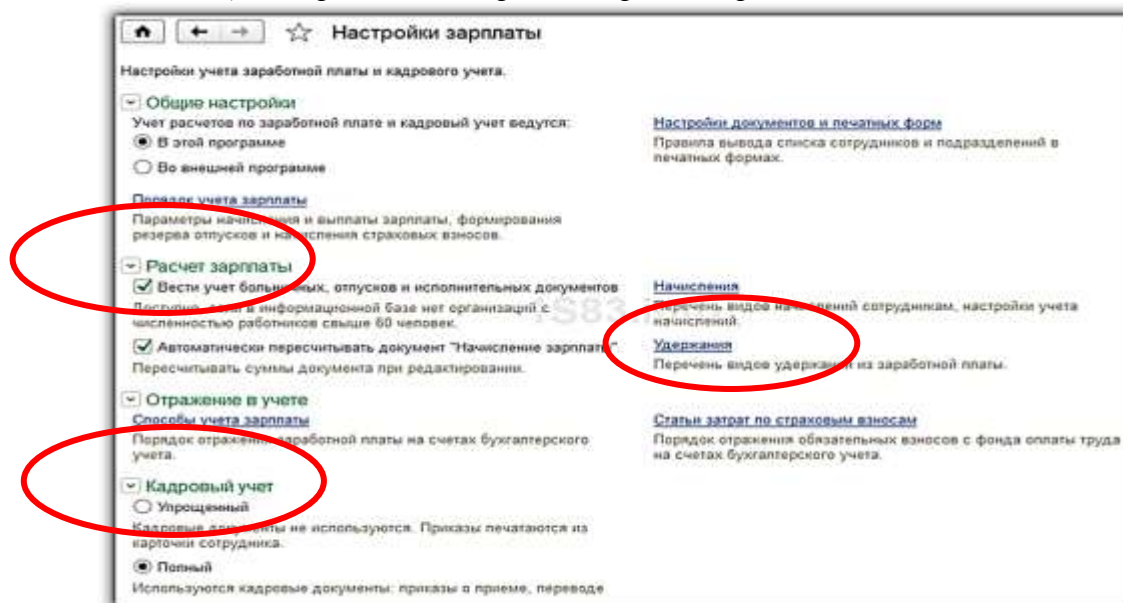 Настройки зарплаты
Настройки учета заработной платы и кадрового учета.
Общие настройки
Учет расчетов по заработной плате и кадровый учет ведутся:
В этой программе
Во внешней программе
Настройки документов и печатных форм
Правила вывода списка сотрудников и подразделений в
печатных формах.
Порядок учета зарплаты
Параметры начисления и выплаты зарплаты, формирования
резерва отпусков и начисления страховых взносов.
Расчет зарплаты
Вести учет больничных, отпусков и исполнительных документов
Доступно, если в информационной базе нет организаций с
численностью работников свыше 60 человек.
Автоматически пересчитывать документ "Начисление зарплаты"
Пересчитывать суммы документа при редактировании.
Начисления
Перечень видов начислений сотрудникам, настройки учета
начислений.
Удержания
Перечень видов удержаний из заработной платы.
Отражение в учете
Способы учета зарплаты
Порядок отражения заработной платы на счетах бухгалтерского
учета.
Статьи затрат по страховым взносам
Порядок отражения обязательных взносов с фонда оплаты труда
на счетах бухгалтерского учета.
Кадровый учет
Упрощенный
Кадровые документы не используются. Приказы печатаются из
карточки сотрудника.
Полный
Используются кадровые документы: приказы о приеме, переводе